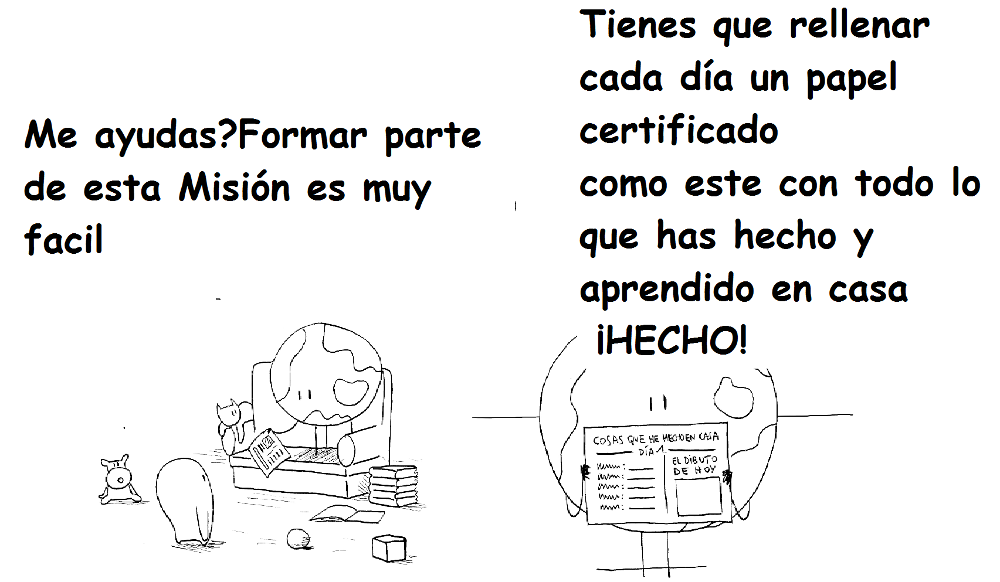 Me ayudas?Formar parte
de esta Misión es muy
facil
Tienes que rellenar
cada día un papel
certificado
como este con todo lo
que has hecho y
aprendido en casa
¡HECHO!
COSAS QUE HE HECHO EN CASA
DÍA 1
EL DIBUJO
DE HOY